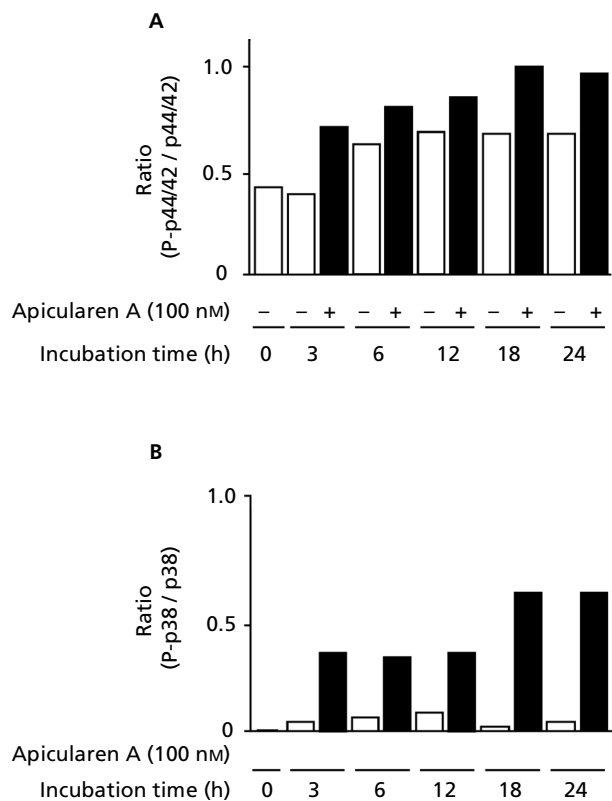 A
Ratio
(P-p44/42 / p44/42)
1.0
0.5
0
Apicularen A (100 nM) − − + − + − + − + − +
Incubation time (h) 0 3 6 12 18 24
B
Ratio
(P-p38 / p38)
1.0
0.5
0
Apicularen A (100 nM)
Incubation time (h) 0 3 6 12 18 24